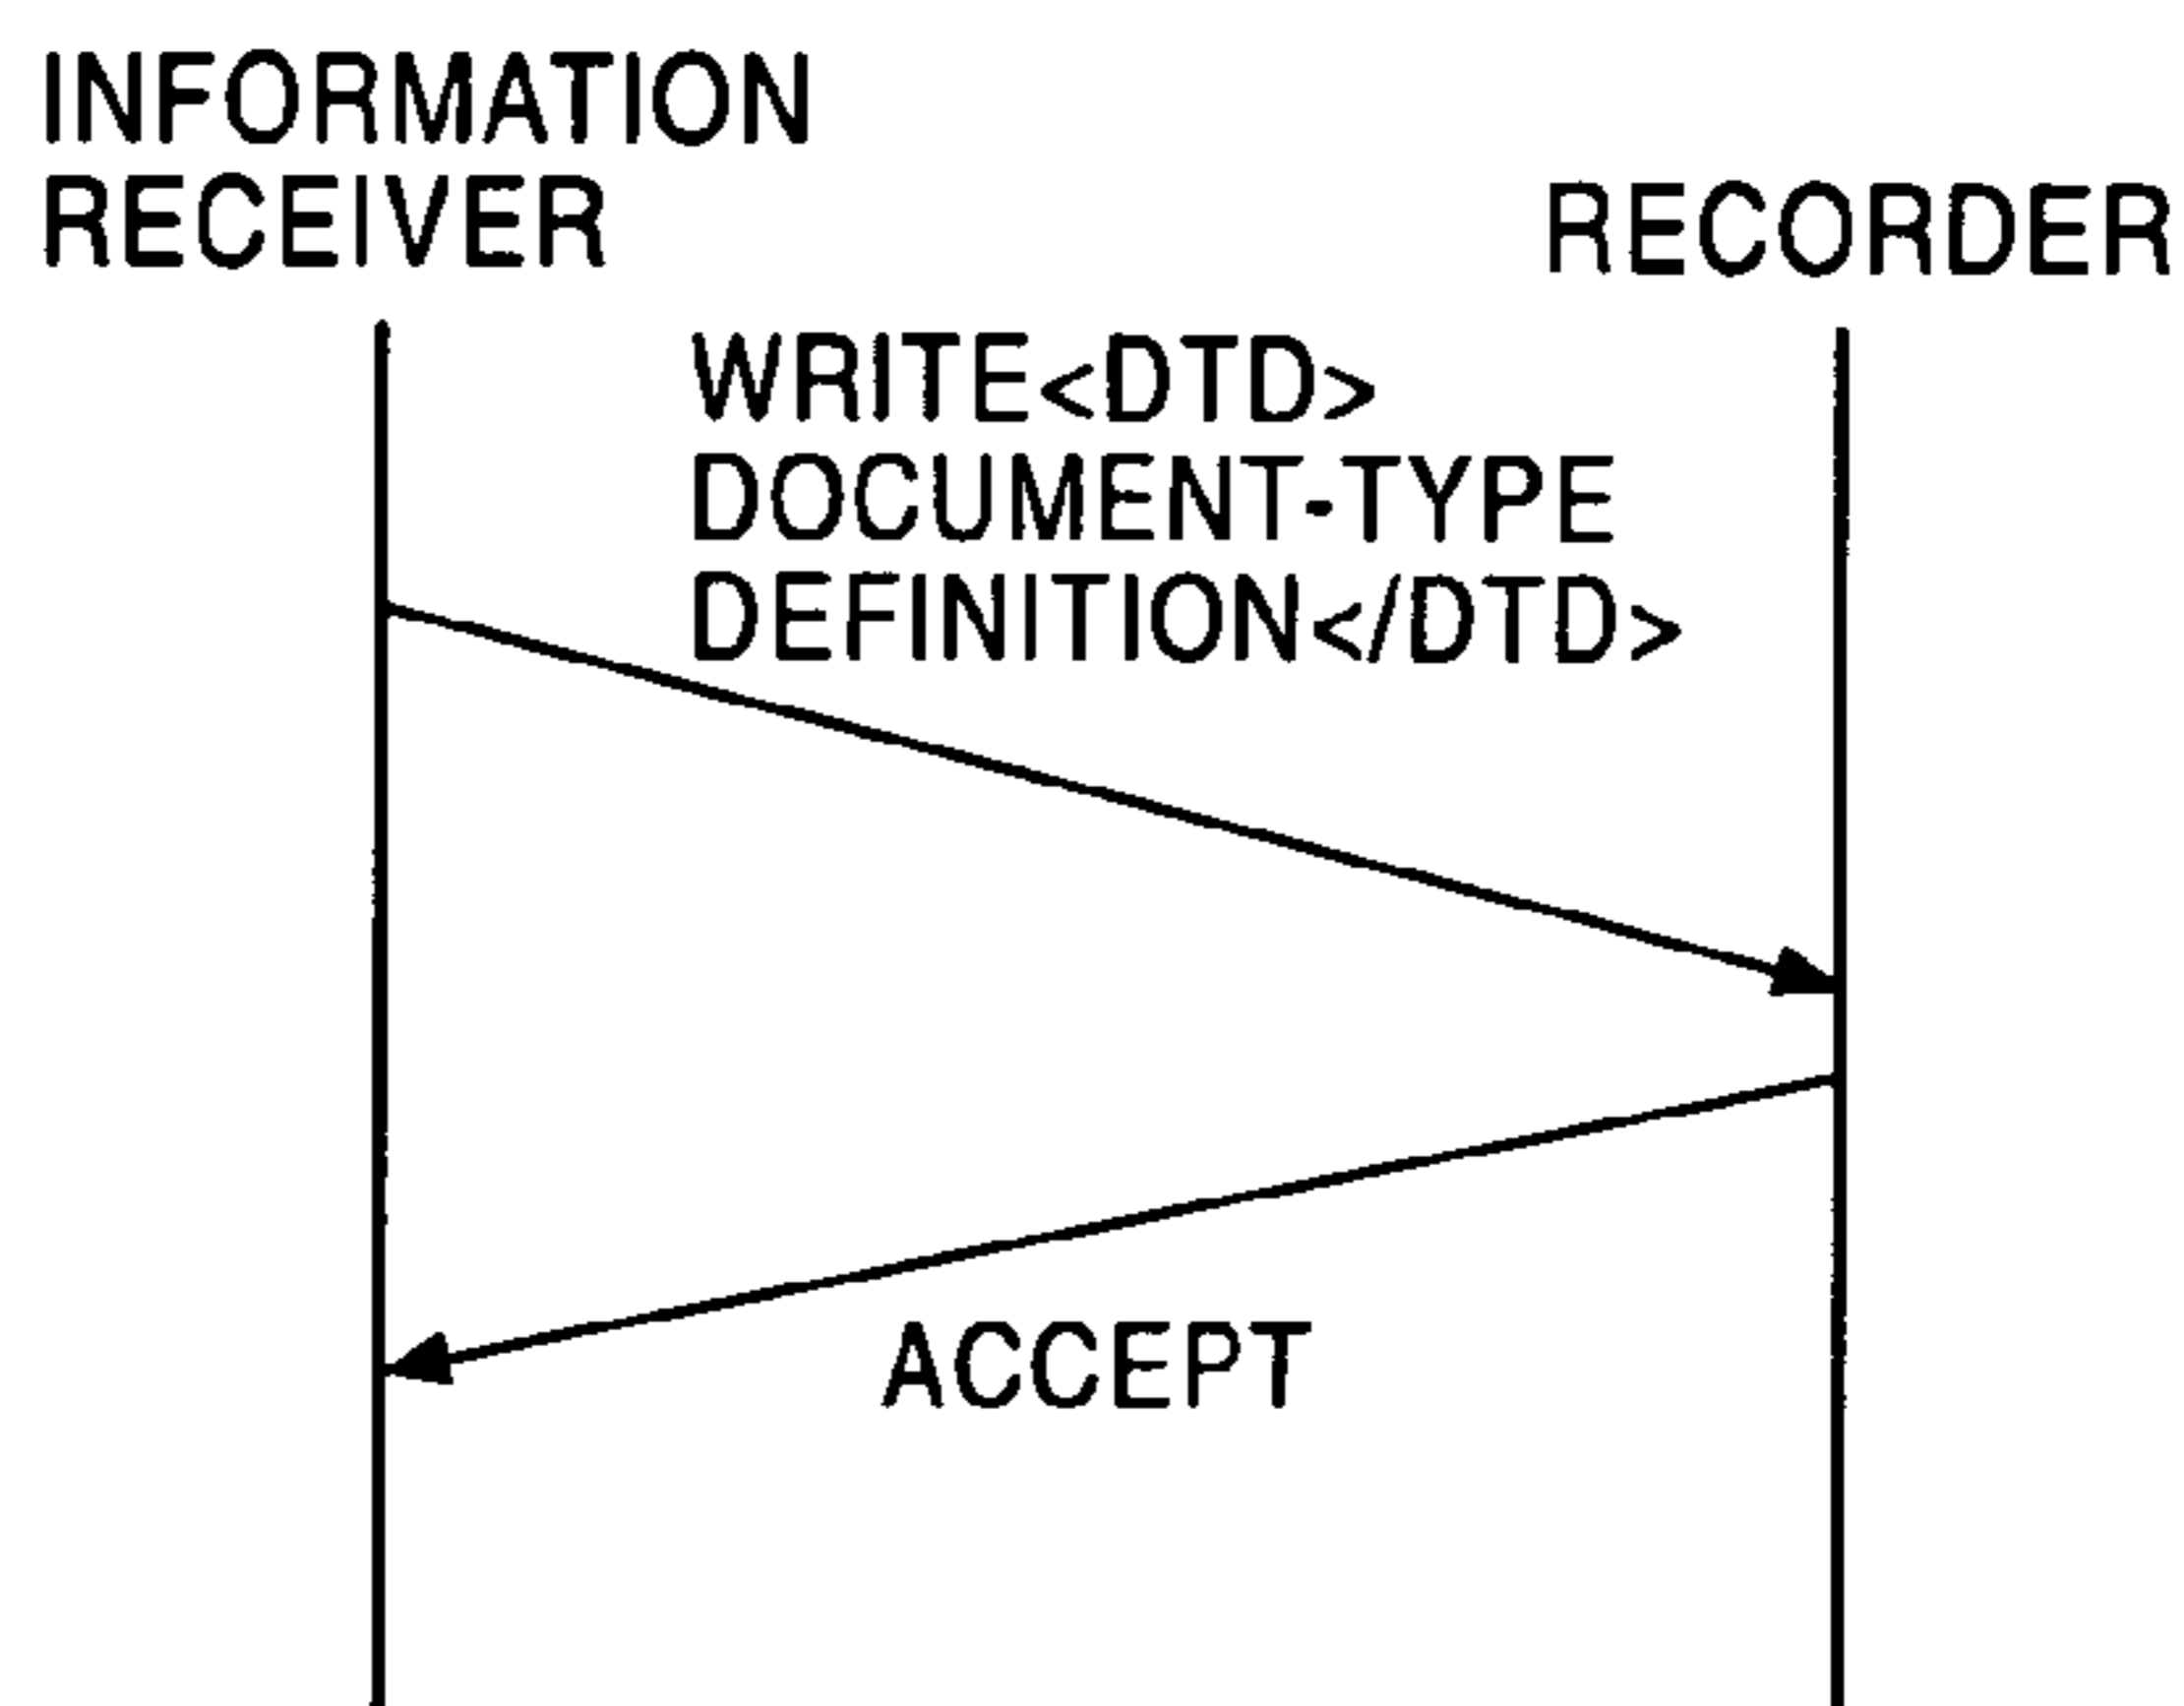 INFORMATION
RECEIVER
RECORDER
WRITE<DTD>
DOCUMENT-TYPE
DEFINITION</DTD>
ACCEPT